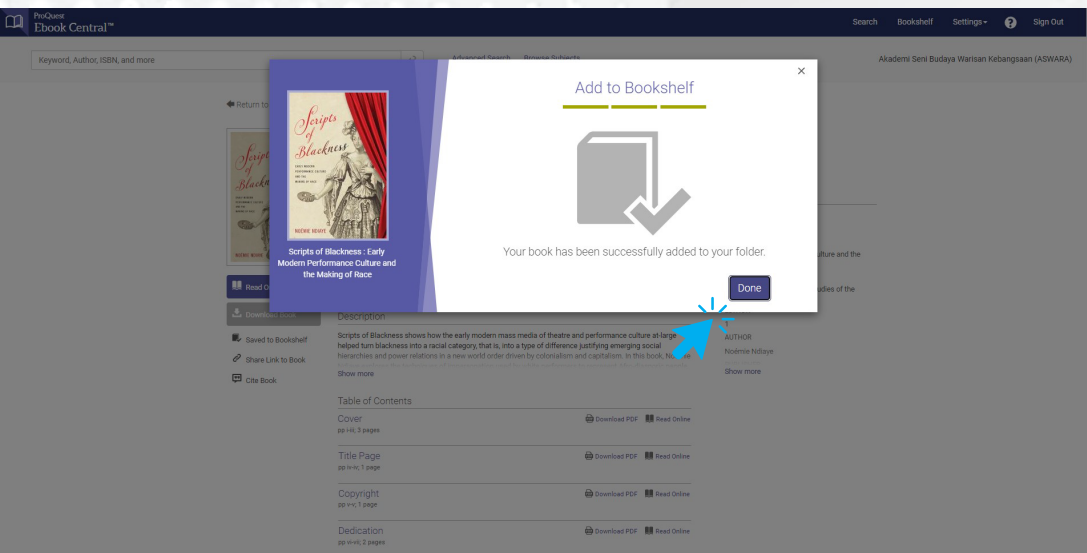 ProQuest
Ebook Central™
Search Bookshelf Settings ? Sign Out
Keyword, Author, ISBN, and more
Advanced Search Browse Subjects
Akademi Seni Budaya Warisan Kebangsaan (ASWARA)
×
Add to Bookshelf
Return to
Scripts
of
Blackness
EARLY MODERN
PERFORMANCE CULTURE
AND THE
MAKING OF RACE
NOÉMIE NDIAYE
Scripts of Blackness : Early
Modern Performance Culture and
the Making of Race
Your book has been successfully added to your folder.
Done
ulture and the
udies of the
Read O
Download Book
Saved to Bookshelf
Share Link to Book
Cite Book
Description
Scripts of Blackness shows how the early modern mass media of theatre and performance culture at-large
helped turn blackness into a racial category, that is, into a type of difference justifying emerging social
hierarchies and power relations in a new world order driven by colonialism and capitalism. In this book, No
Show more
1
AUTHOR
Noémie Ndiaye
Show more
Table of Contents
Cover
pp i-iii; 3 pages
Download PDF Read Online
Title Page
pp iv-iv; 1 page
Download PDF Read Online
Copyright
pp v-v; 1 page
Download PDF Read Online
Dedication
pp vi-vii; 2 pages
Download PDF Read Online